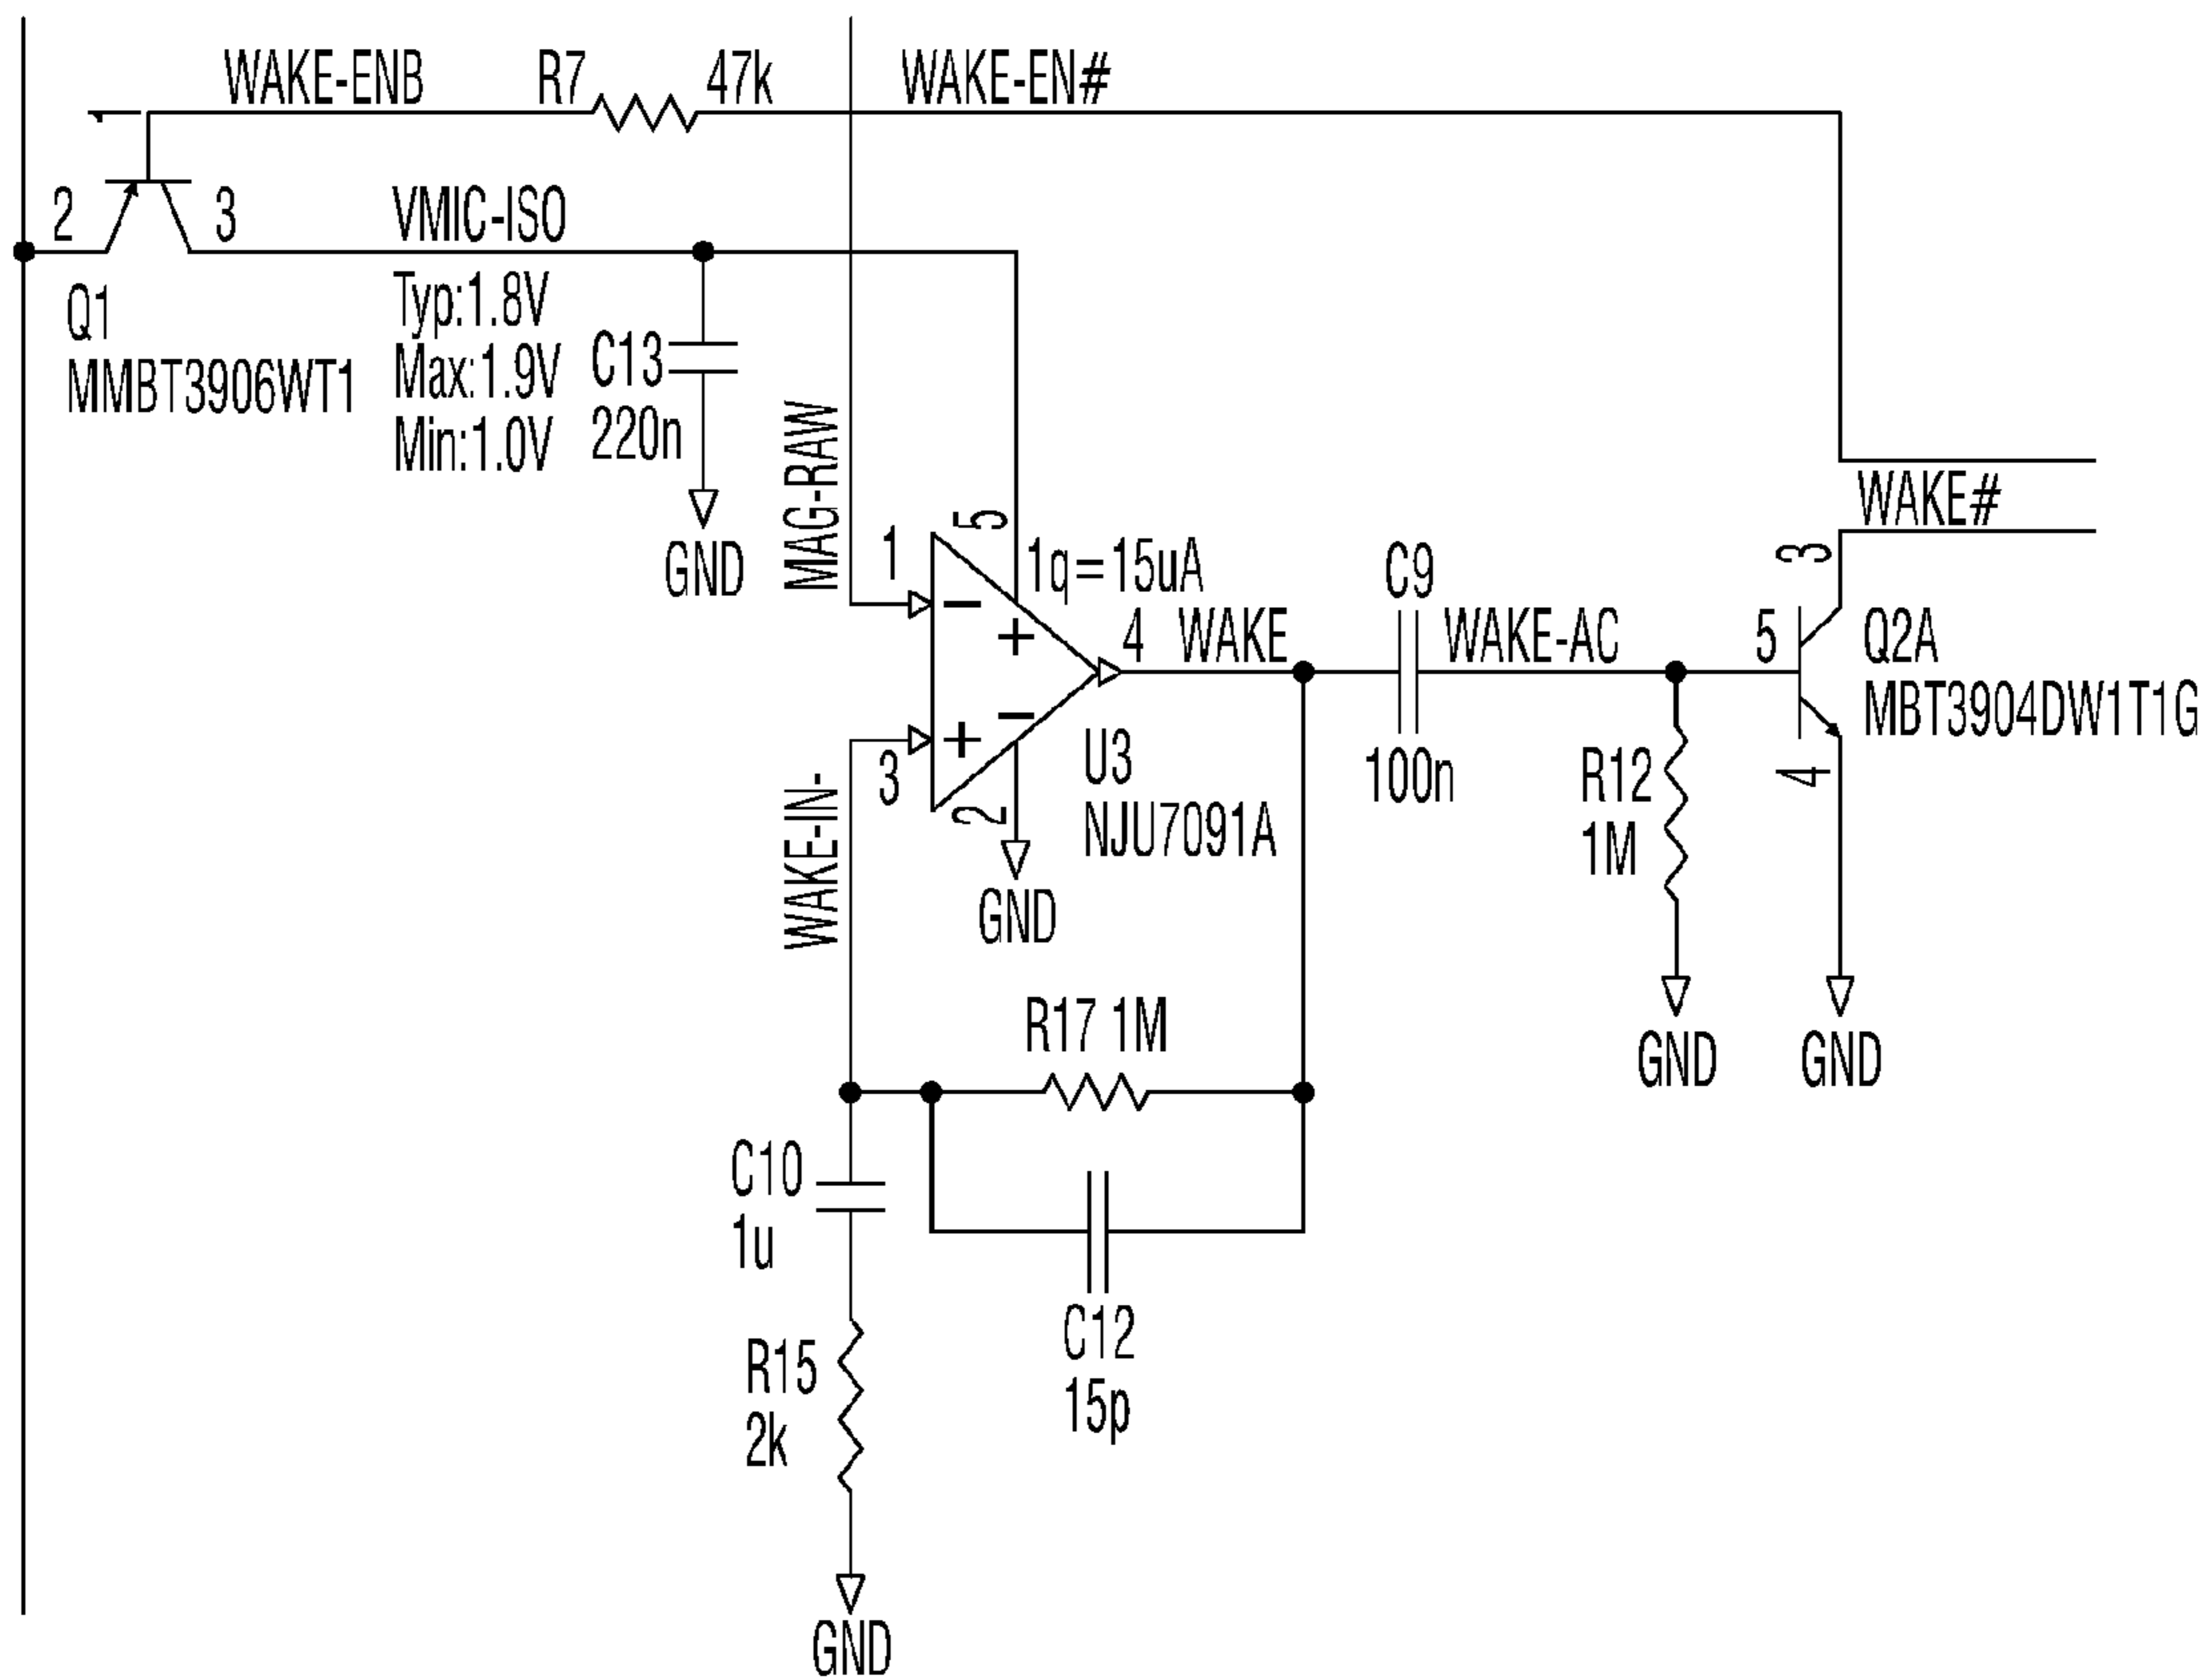 WAKE-ENB R7 47k WAKE-EN#
2 3 VMIC-ISO
Q1
MMBT3906WT1
Typ:1.8V
Max:1.9V
Min:1.0V
C13
220n
GND
MAG-RAW
WAKE#
1 5 1q=15uA
4 WAKE
C9
100n
WAKE-AC
3
5 Q2A
MBT3904DW1T1G
4
3 2 U3
NJU7091A
GND
WAKE-IN-
R12
1M
GND GND
R17 1M
C10
1u
C12
15p
R15
2k
GND